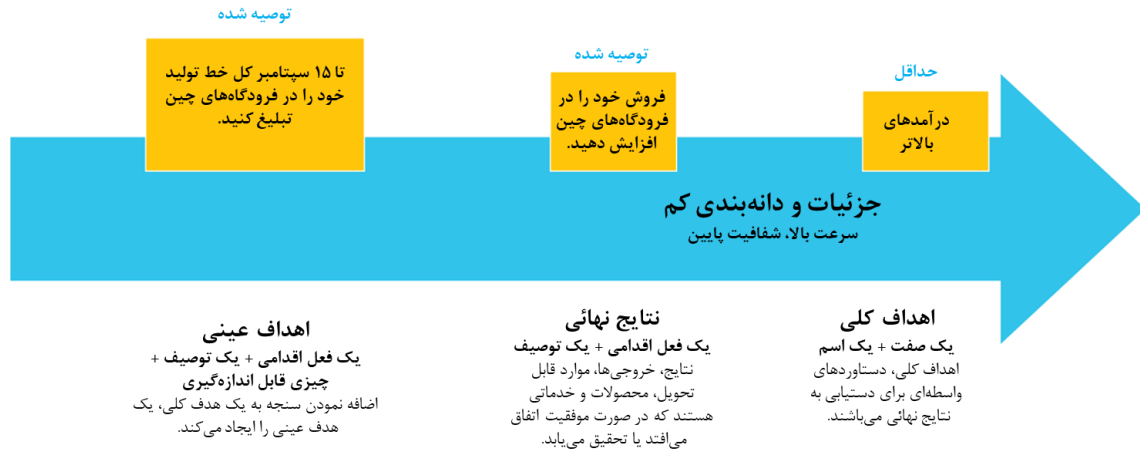 حداقل
درآمدهای
بالاتر
توصیه شده
فروش خود را در
فرودگاه‌های چین
افزایش دهید.
توصیه شده
تا ۱۵ سپتامبر کل خط تولید
خود را در فرودگاه‌های چین
تبلیغ کنید.
جزئیات و دانه‌بندی کم
سرعت بالا، شفافیت پایین
اهداف کلی
یک صفت + یک اسم
اهداف کلی، دستاوردهای
واسطه‌ای برای دستیابی به
نتایج نهائی می‌باشند.
نتایج نهائی
یک فعل اقدامی + یک توصیف
نتایج، خروجی‌ها، موارد قابل
تحویل، محصولات و خدماتی
هستند که در صورت موفقیت اتفاق
می‌افتد یا تحقیق می‌یابد.
اهداف عینی
یک فعل اقدامی + یک توصیف +
چیزی قابل اندازه‌گیری
اضافه نمودن سنجه به یک هدف کلی، یک
هدف عینی را ایجاد می‌کند.